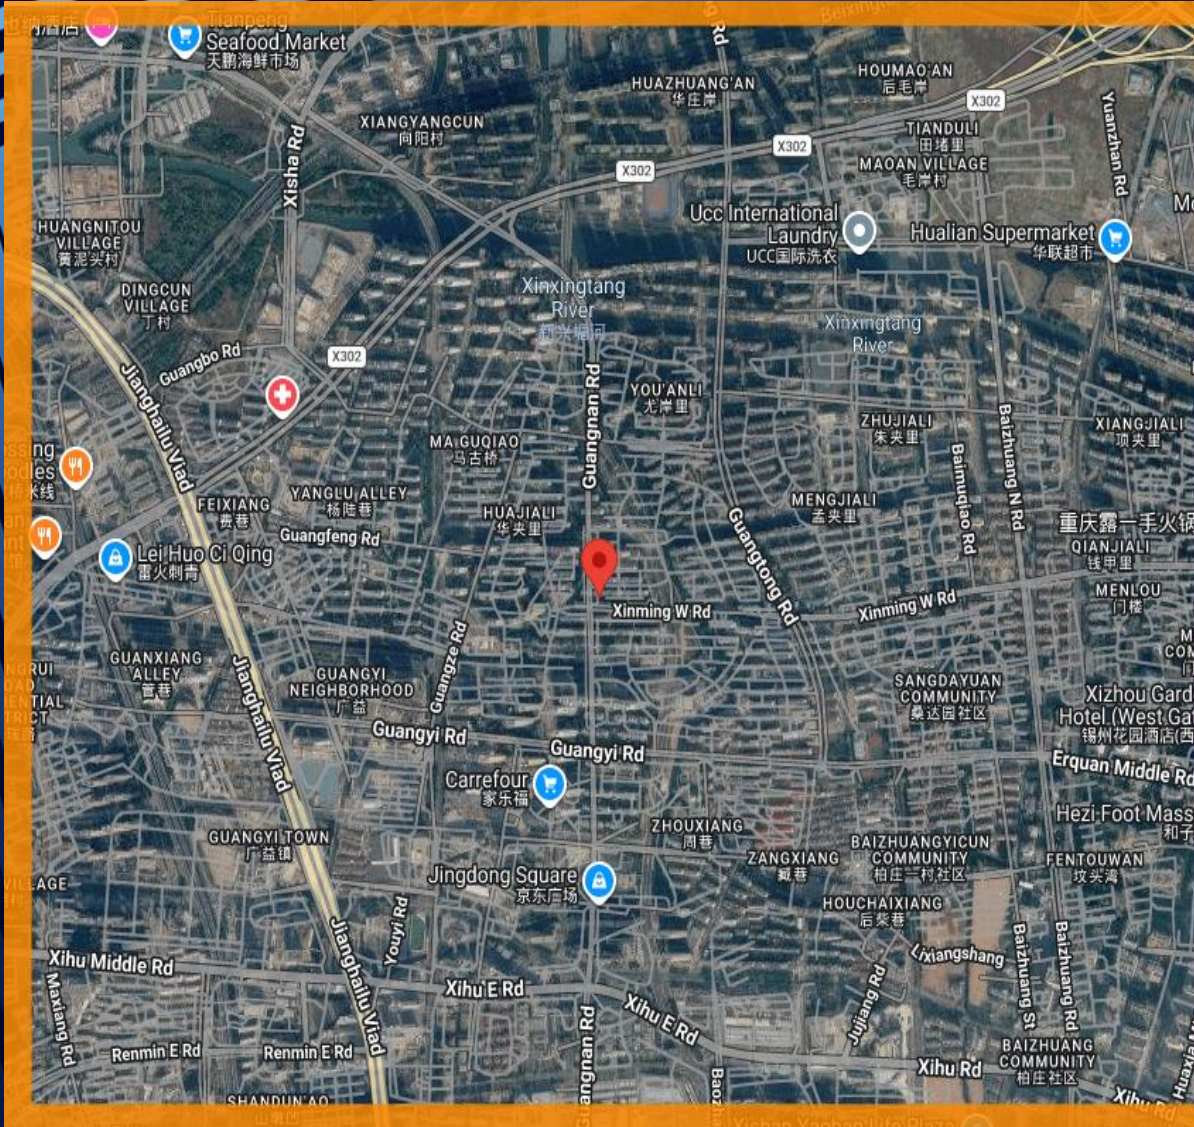 也纳酒店
Tianpeng
Seafood Market
天鹏海鲜市场
Beixing
HUAZHUANG'AN
华庄岸
HOUMAO'AN
后毛岸
X302
XIANGYANGCUN
向阳村
Xisha Rd
X302
X302
TIANDULI
田堵里
MAOAN VILLAGE
毛岸村
Yuanzhan Rd
HUANGNITOU
VILLAGE
黄泥头村
Ucc International
Laundry
UCC国际洗衣
Hualian Supermarket
华联超市
DINGCUN
VILLAGE
丁村
Xinxingtang
River
新兴塘河
Xinxingtang
River
Guangbo Rd
X302
Jianghailu Viad
Guangnan Rd
YOU'ANLI
尤岸里
ZHUJIALI
朱夹里
XIANGJIALI
项夹里
MA GUQIAO
马古桥
Baimuqiao Rd
Baizhuang N Rd
FEIXIANG
费巷
YANGLU ALLEY
杨陆巷
HUAJIALI
华夹里
MENGJIALI
孟夹里
Guangfeng Rd
Guangtong Rd
重庆露一手火锅
QIANJIALI
钱甲里
Lei Huo Ci Qing
雷火刺青
MENLOU
门楼
Xinming W Rd
Xinming W Rd
GUANXIANG
ALLEY
管巷
Jianghailu Viad
GUANGYI
NEIGHBORHOOD
广益
Guangze Rd
SANGDAYUAN
COMMUNITY
桑达园社区
Xizhou Gard
Hotel (West Ga
锡州花园酒店(西
Guangyi Rd
Guangyi Rd
Erquan Middle Rd
Carrefour
家乐福
Hezi Foot Mass
和子
GUANGYI TOWN
广益镇
ZHOUXIANG
周巷
ZANGXIANG
臧巷
BAIZHUANGYICUN
COMMUNITY
柏庄一村社区
FENTOUWAN
坟头湾
VILLAGE
Jingdong Square
京东广场
HOUCHAIXIANG
后柴巷
Youyi Rd
Jianghailu Viad
Lixiangshang
Baizhuang St
Baizhuang Rd
Xihu Middle Rd
Xihu E Rd
Xihu E Rd
Jujiang Rd
Maxiang Rd
Renmin E Rd
Renmin E Rd
Guangnan Rd
Xihu Rd
BAIZHUANG
COMMUNITY
柏庄社区
Xihu Rd
SHANDUN'AO